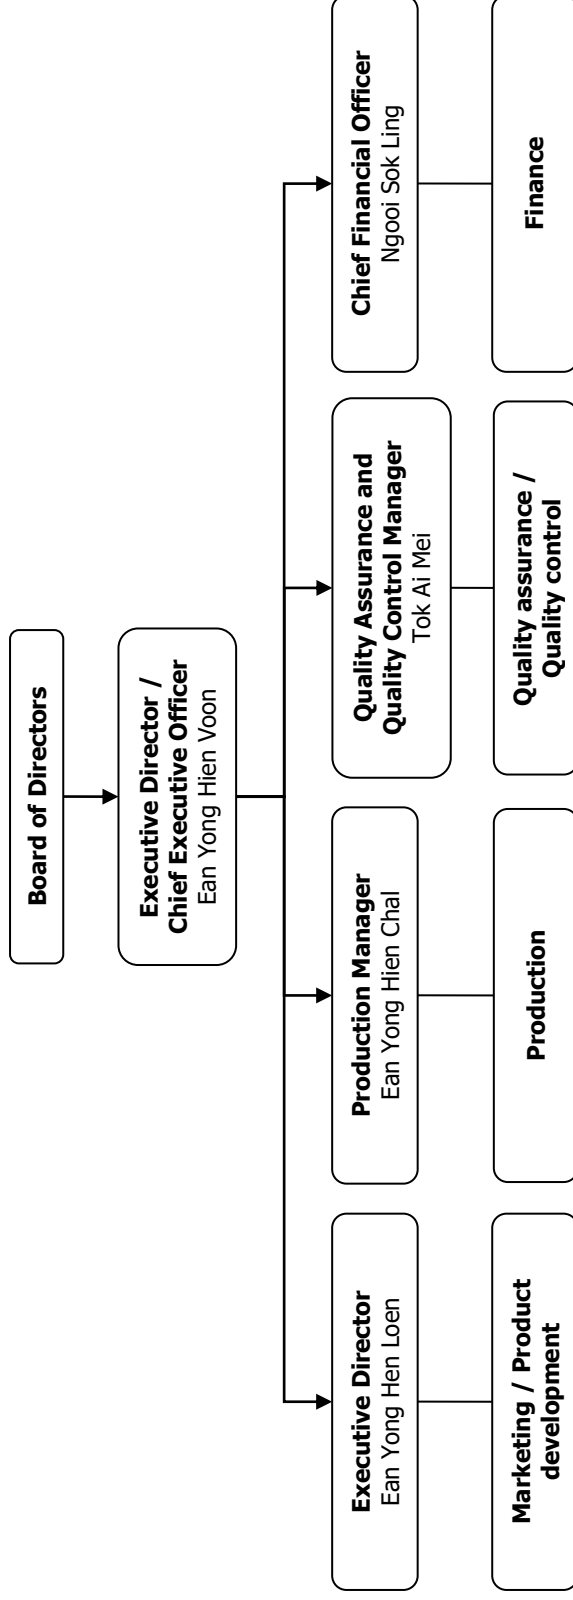 Board of Directors
Executive Director /
Chief Executive Officer
Ean Yong Hien Voon
Executive Director
Ean Yong Hen Loen
Production Manager
Ean Yong Hien Chal
Quality Assurance and
Quality Control Manager
Tok Ai Mei
Chief Financial Officer
Ngooi Sok Ling
Marketing / Product
development
Production
Quality assurance /
Quality control
Finance